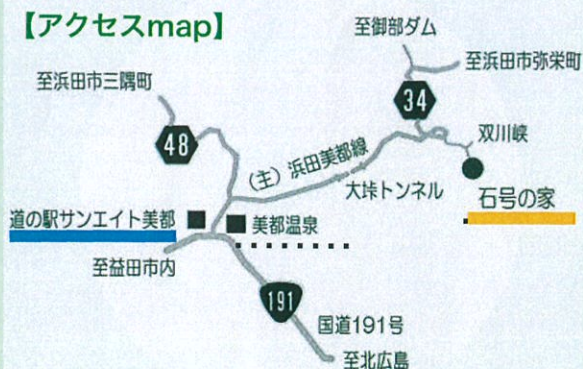 【アクセスmap】
至御部ダム
至浜田市弥栄町
至浜田市三隅町
34
48
双川峡
(主)浜田美都線
大垰トンネル
石号の家
道の駅サンエイト美都
美都温泉
至益田市内
191
国道191号
至北広島